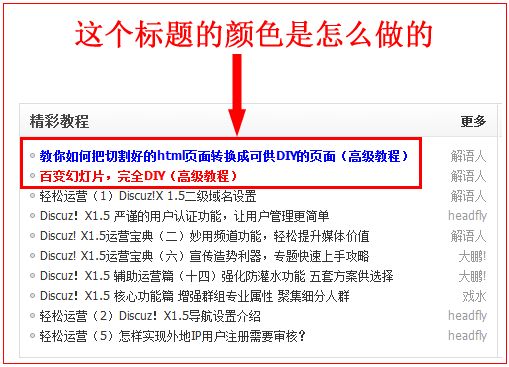 这个标题的颜色是怎么做的
精彩教程 更多
教你如何把切割好的html页面转换成可供DIY的页面（高级教程） 解语人
百变幻灯片，完全DIY（高级教程） 解语人
轻松运营（1）Discuz!X 1.5二级域名设置 解语人
Discuz! X1.5 严谨的用户认证功能，让用户管理更简单 headfly
Discuz! X1.5运营宝典（二）妙用频道功能，轻松提升媒体价值 解语人
Discuz! X1.5运营宝典（六）宣传造势利器，专题快速上手攻略 大鹏!
Discuz! X1.5 辅助运营篇（十四）强化防灌水功能 五套方案供选择 大鹏!
Discuz! X1.5 核心功能篇 增强群组专业属性 聚集细分人群 戏水
轻松运营（2）Discuz! X1.5导航设置介绍 headfly
轻松运营（5）怎样实现外地IP用户注册需要审核？ headfly